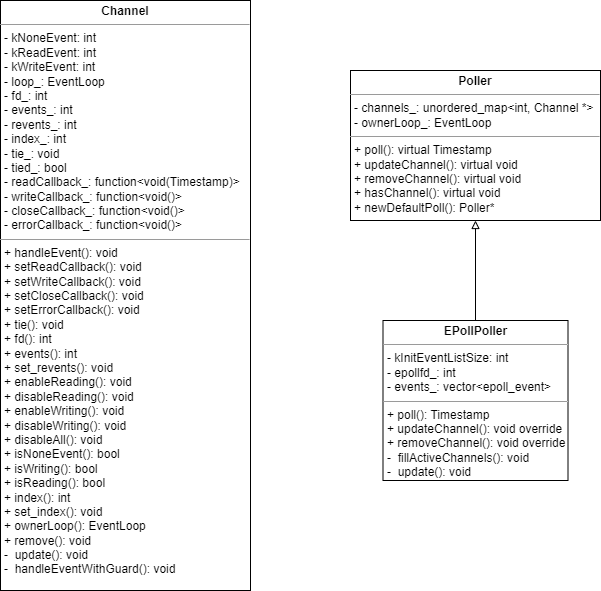 Channel
- kNoneEvent: int
- kReadEvent: int
- kWriteEvent: int
- loop_: EventLoop
- fd_: int
- events_: int
- revents_: int
- index_: int
- tie_: void
- tied_: bool
- readCallback_: function<void(Timestamp)>
- writeCallback_: function<void()>
- closeCallback_: function<void()>
- errorCallback_: function<void()>
+ handleEvent(): void
+ setReadCallback(): void
+ setWriteCallback(): void
+ setCloseCallback(): void
+ setErrorCallback(): void
+ tie(): void
+ fd(): int
+ events(): int
+ set_revents(): void
+ enableReading(): void
+ disableReading(): void
+ enableWriting(): void
+ disableWriting(): void
+ disableAll(): void
+ isNoneEvent(): bool
+ isWriting(): bool
+ isReading(): bool
+ index(): int
+ set_index(): void
+ ownerLoop(): EventLoop
+ remove(): void
- update(): void
- handleEventWithGuard(): void
Poller
- channels_: unordered_map<int, Channel *>
- ownerLoop_: EventLoop
+ poll(): virtual Timestamp
+ updateChannel(): virtual void
+ removeChannel(): virtual void
+ hasChannel(): virtual void
+ newDefaultPoll(): Poller*
EPollPoller
- kInitEventListSize: int
- epollfd_: int
- events_: vector<epoll_event>
+ poll(): Timestamp
+ updateChannel(): void override
+ removeChannel(): void override
- fillActiveChannels(): void
- update(): void